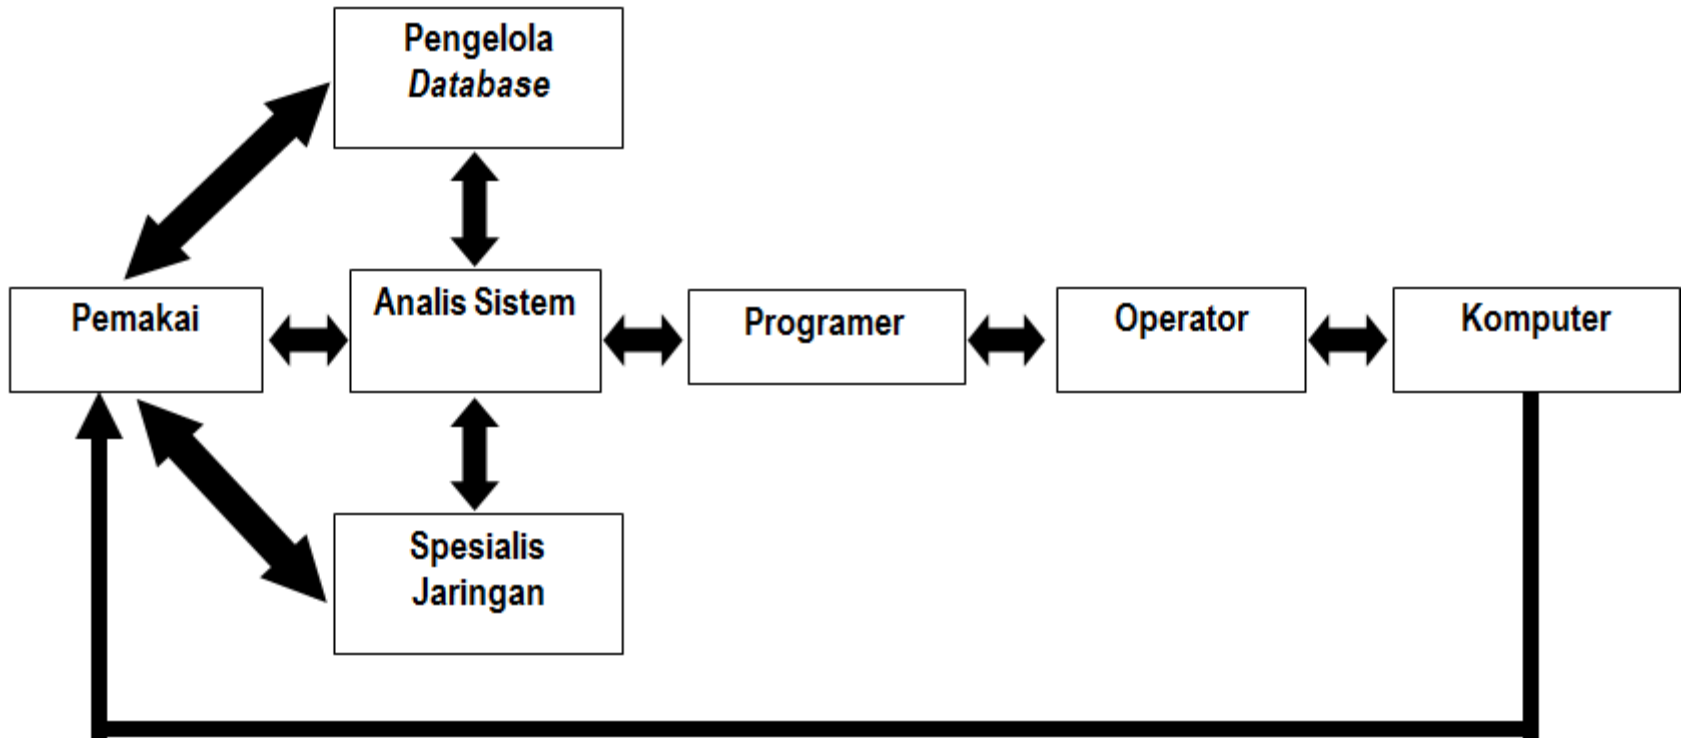 Pengelola
Database
Pemakai
Analis Sistem
Programer
Operator
Komputer
Spesialis
Jaringan